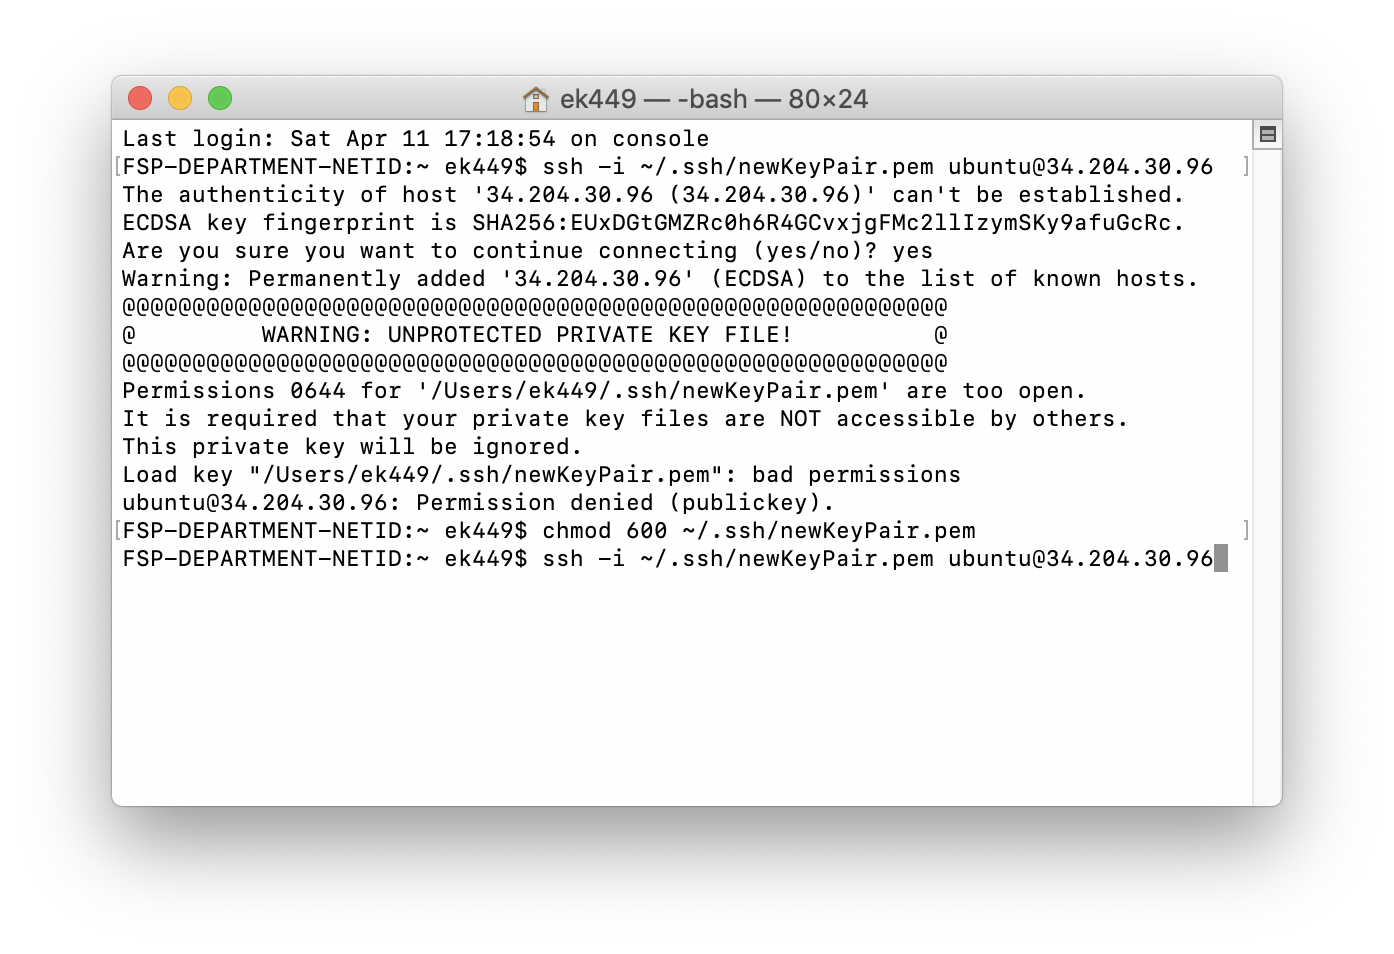 ek449 — -bash — 80×24
Last login: Sat Apr 11 17:18:54 on console
[FSP-DEPARTMENT-NETID:~ ek449$ ssh -i ~/.ssh/newKeyPair.pem ubuntu@34.204.30.96 ]
The authenticity of host '34.204.30.96 (34.204.30.96)' can't be established.
ECDSA key fingerprint is SHA256:EUxDGtGMZRc0h6R4GCvxjgFMc2llIzymSKy9afuGcRc.
Are you sure you want to continue connecting (yes/no)? yes
Warning: Permanently added '34.204.30.96' (ECDSA) to the list of known hosts.
@@@@@@@@@@@@@@@@@@@@@@@@@@@@@@@@@@@@@@@@@@@@@@@@@@@@@@@@@@@
@         WARNING: UNPROTECTED PRIVATE KEY FILE!          @
@@@@@@@@@@@@@@@@@@@@@@@@@@@@@@@@@@@@@@@@@@@@@@@@@@@@@@@@@@@
Permissions 0644 for '/Users/ek449/.ssh/newKeyPair.pem' are too open.
It is required that your private key files are NOT accessible by others.
This private key will be ignored.
Load key "/Users/ek449/.ssh/newKeyPair.pem": bad permissions
ubuntu@34.204.30.96: Permission denied (publickey).
[FSP-DEPARTMENT-NETID:~ ek449$ chmod 600 ~/.ssh/newKeyPair.pem ]
FSP-DEPARTMENT-NETID:~ ek449$ ssh -i ~/.ssh/newKeyPair.pem ubuntu@34.204.30.96